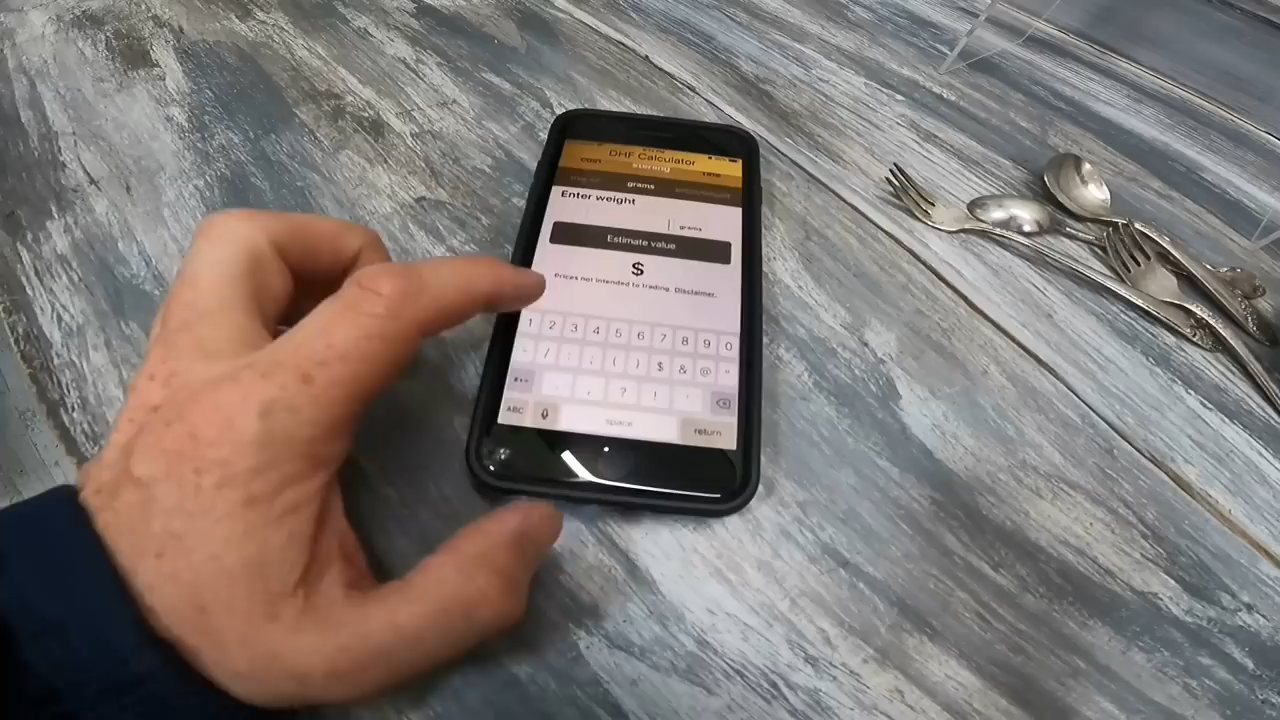 DHF Calculator
coin sterling
grams
Enter weight
grams
Estimate value
$
Prices not intended to trading. Disclaimer.
1 2 3 4 5 6 7 8 9 0
- / : ; ( ) $ & @ "
#+= . , ? ! '
ABC space return